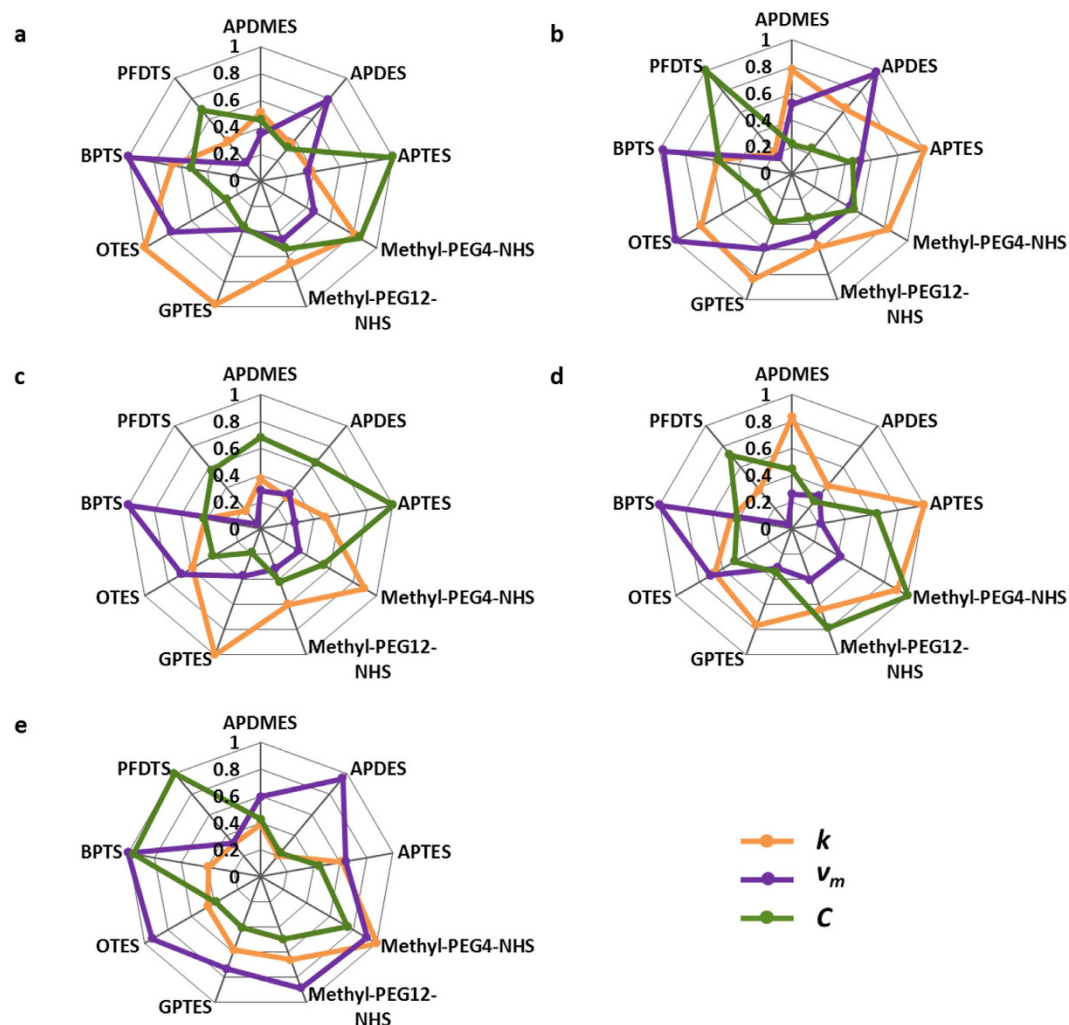 a
APDMES
1
0.8
0.6
0.4
0.2
0
APDES
APTES
Methyl-PEG4-NHS
Methyl-PEG12-
NHS
GPTES
OTES
BPTS
PFDTS
b
APDMES
1
0.8
0.6
0.4
0.2
0
APDES
APTES
Methyl-PEG4-NHS
Methyl-PEG12-
NHS
GPTES
OTES
BPTS
PFDTS
c
APDMES
1
0.8
0.6
0.4
0.2
0
APDES
APTES
Methyl-PEG4-NHS
Methyl-PEG12-
NHS
GPTES
OTES
BPTS
PFDTS
d
APDMES
1
0.8
0.6
0.4
0.2
0
APDES
APTES
Methyl-PEG4-NHS
Methyl-PEG12-
NHS
GPTES
OTES
BPTS
PFDTS
e
APDMES
1
0.8
0.6
0.4
0.2
0
APDES
APTES
Methyl-PEG4-NHS
Methyl-PEG12-
NHS
GPTES
OTES
BPTS
PFDTS
k
vm
C